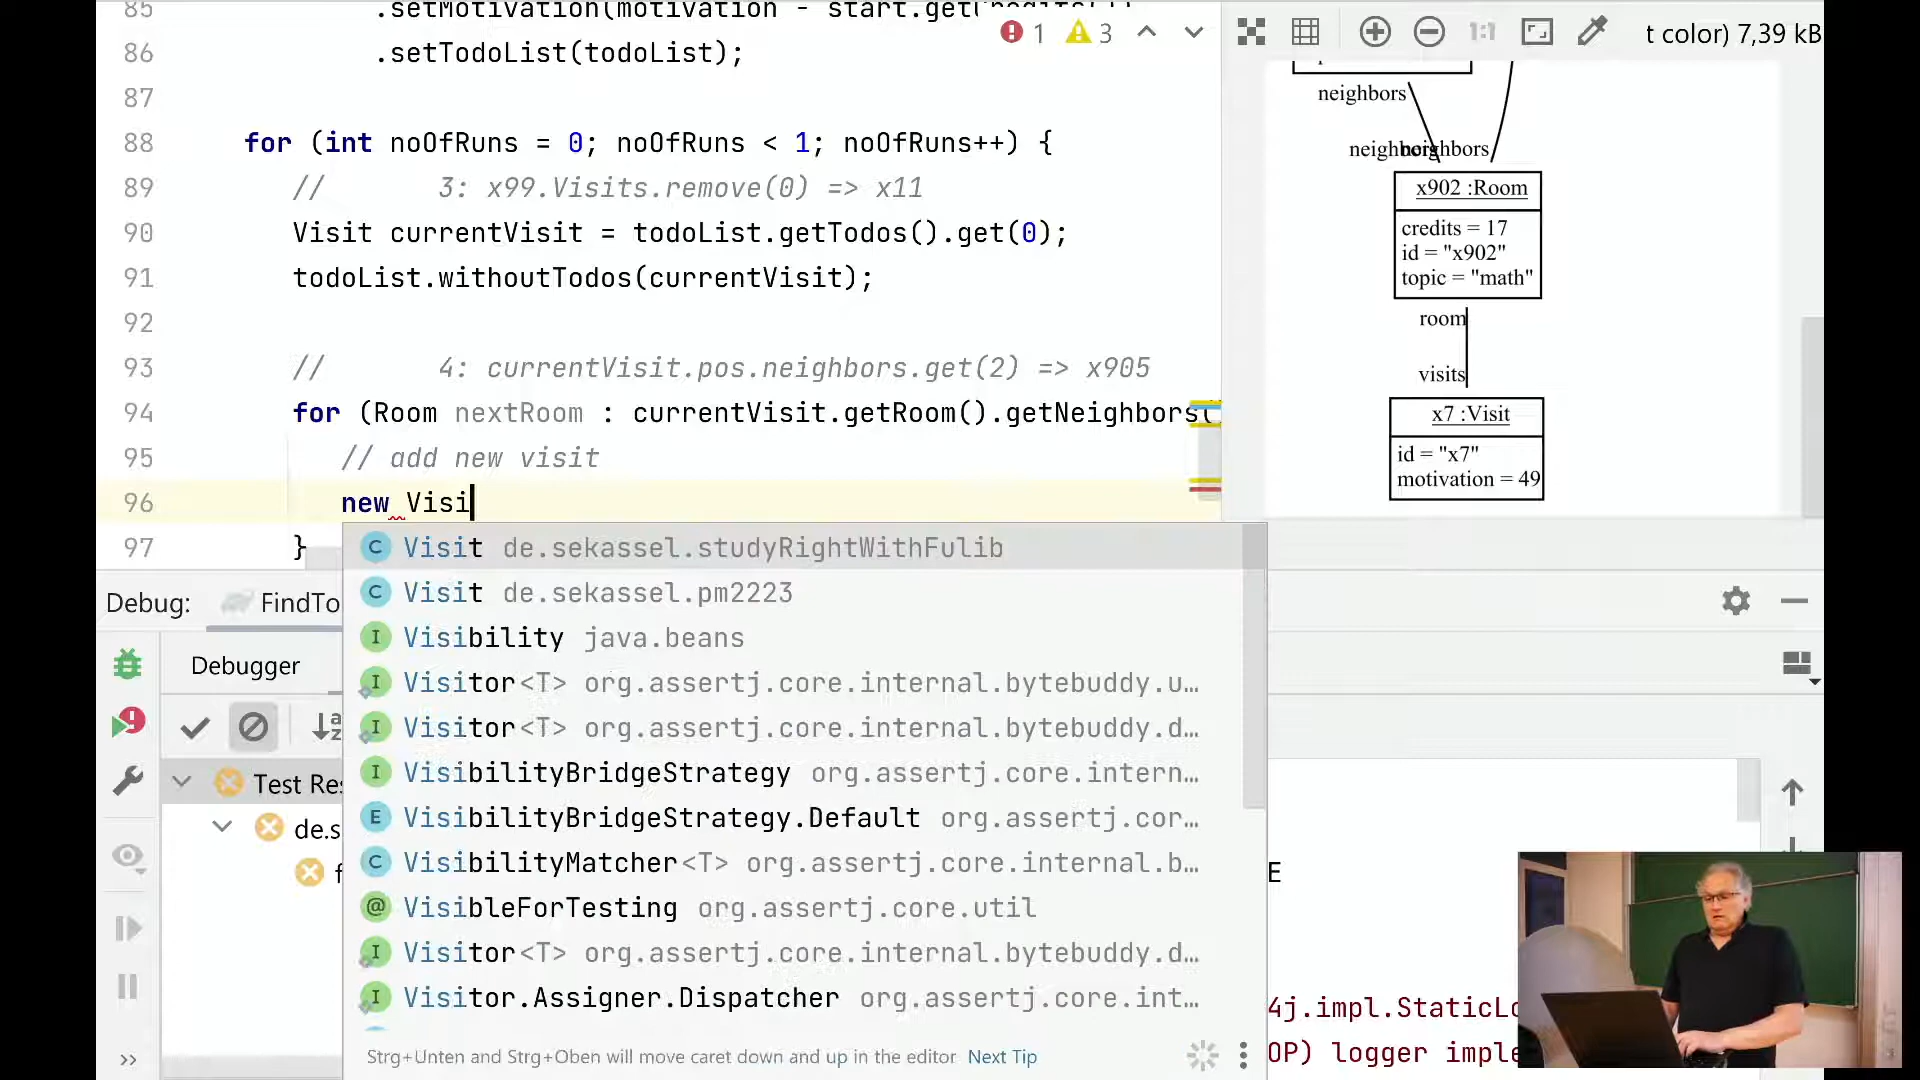 85 .setMotivation(motivation - start.get
86 .setTodoList(todoList);
87
88 for (int noOfRuns = 0; noOfRuns < 1; noOfRuns++) {
89 // 3: x99.Visits.remove(0) => x11
90 Visit currentVisit = todoList.getTodos().get(0);
91 todoList.withoutTodos(currentVisit);
92
93 // 4: currentVisit.pos.neighbors.get(2) => x905
94 for (Room nextRoom : currentVisit.getRoom().getNeighbors(
95 // add new visit
96 new Visi
97 }
1 3
Visit de.sekassel.studyRightWithFulib
Visit de.sekassel.pm2223
Visibility java.beans
Visitor<T> org.assertj.core.internal.bytebuddy.u…
Visitor<T> org.assertj.core.internal.bytebuddy.d…
VisibilityBridgeStrategy org.assertj.core.intern…
VisibilityBridgeStrategy.Default org.assertj.cor…
VisibilityMatcher<T> org.assertj.core.internal.b…
VisibleForTesting org.assertj.core.util
Visitor<T> org.assertj.core.internal.bytebuddy.d…
Visitor.Assigner.Dispatcher org.assertj.core.int…
Strg+Unten and Strg+Oben will move caret down and up in the editor Next Tip
1:1 t color) 7,39 kB
neighbors
neighbors
neighbors
x902 :Room
credits = 17
id = "x902"
topic = "math"
room
visits
x7 :Visit
id = "x7"
motivation = 49
Debug: FindTo
Debugger
Test Res
de.s
f
E
4j.impl.StaticLo
OP) logger imple